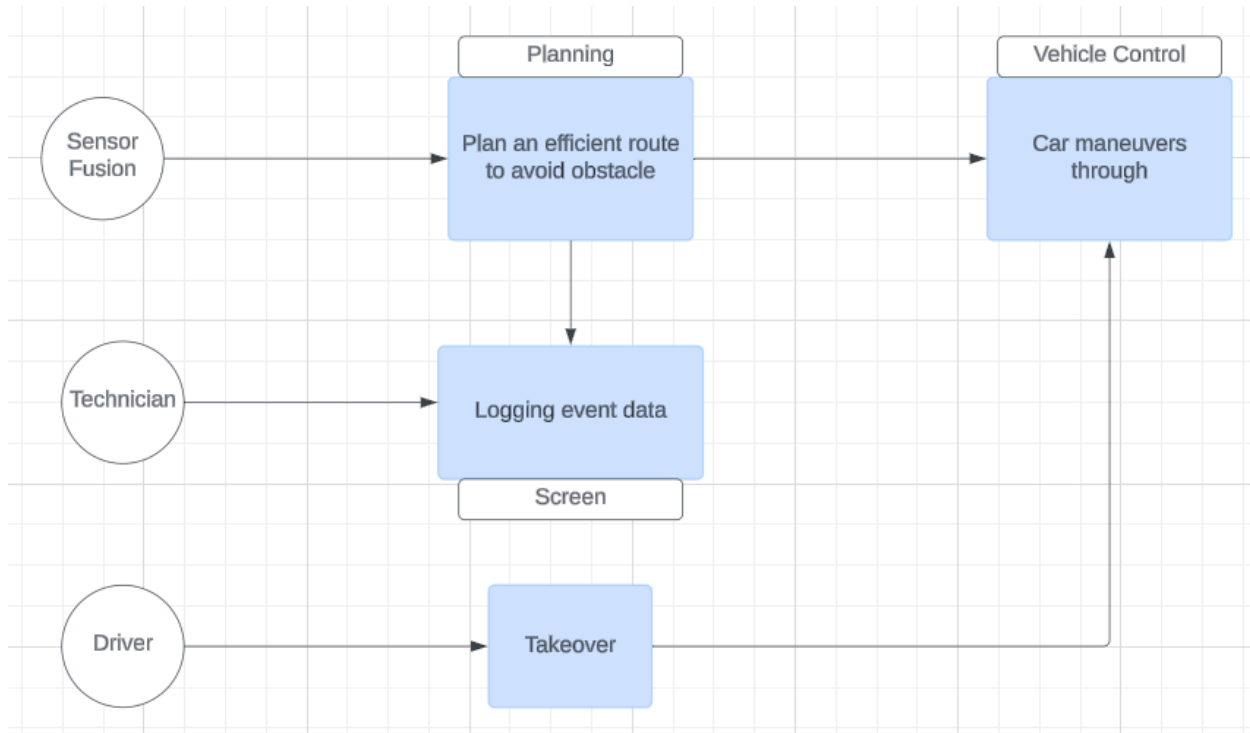 Planning
Vehicle Control
Sensor
Fusion
Plan an efficient route
to avoid obstacle
Car maneuvers
through
Technician
Logging event data
Screen
Driver
Takeover